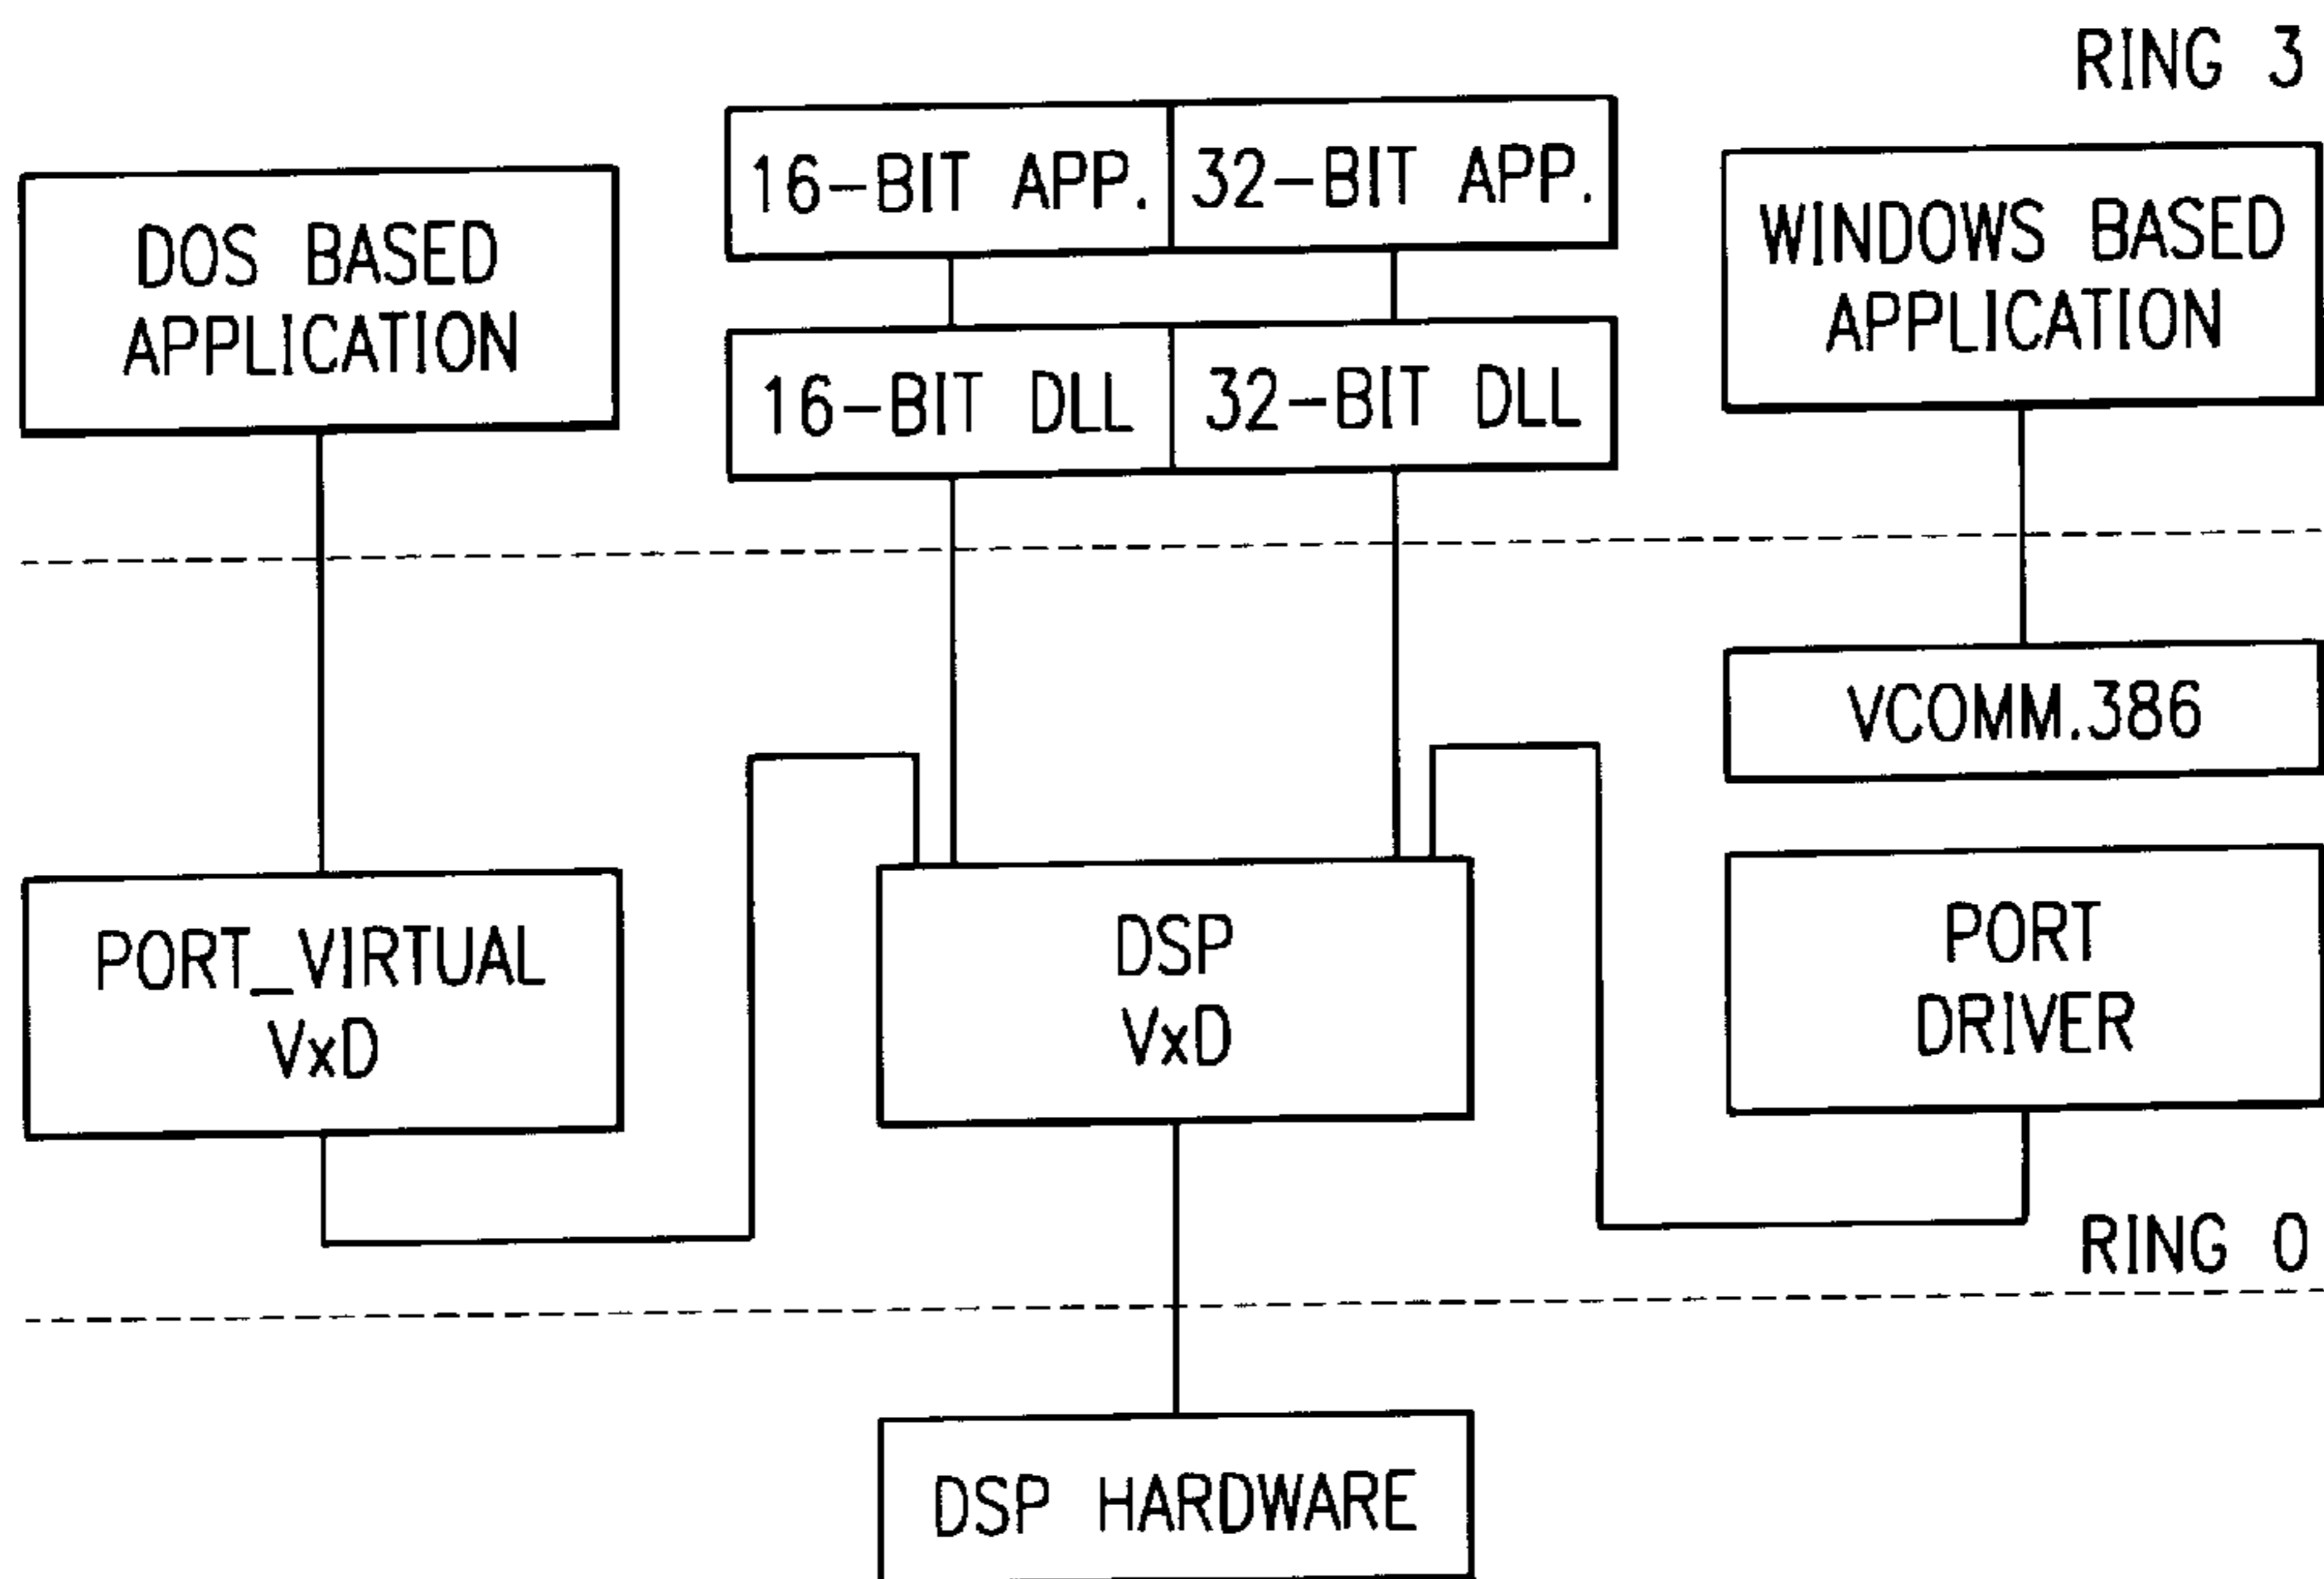 RING 3
16-BIT APP.
32-BIT APP.
DOS BASED
APPLICATION
WINDOWS BASED
APPLICATION
16-BIT DLL
32-BIT DLL
VCOMM.386
PORT_VIRTUAL
VxD
DSP
VxD
PORT
DRIVER
RING 0
DSP HARDWARE